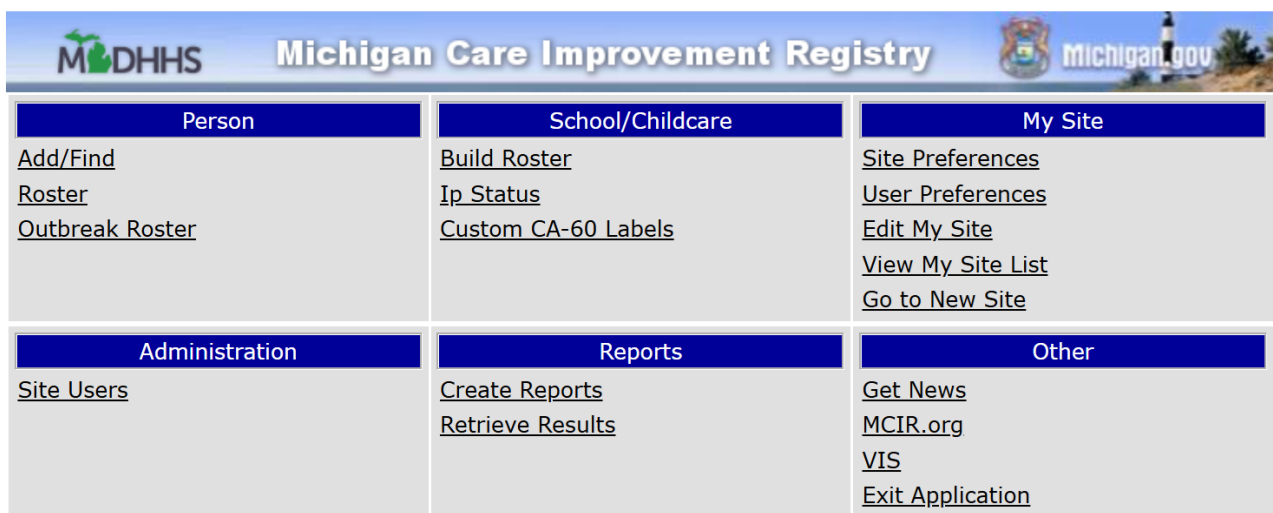 MDHHS Michigan Care Improvement Registry Michigan.gov
Person
Add/Find
Roster
Outbreak Roster
School/Childcare
Build Roster
Ip Status
Custom CA-60 Labels
My Site
Site Preferences
User Preferences
Edit My Site
View My Site List
Go to New Site
Administration
Site Users
Reports
Create Reports
Retrieve Results
Other
Get News
MCIR.org
VIS
Exit Application